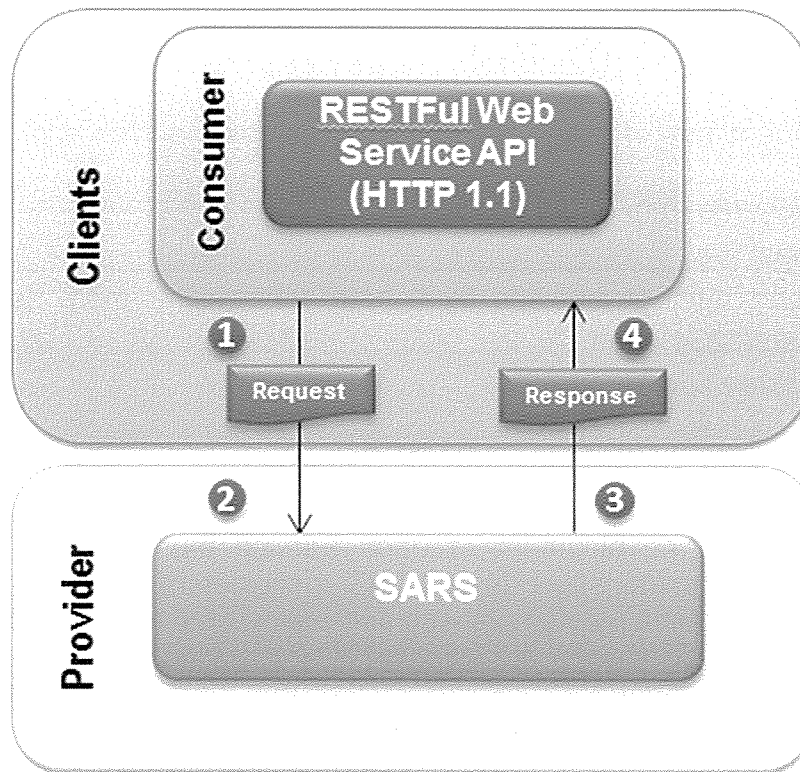 Clients
Consumer
RESTFul Web
Service API
(HTTP 1.1)
1
4
Request
Response
2
3
Provider
SARS